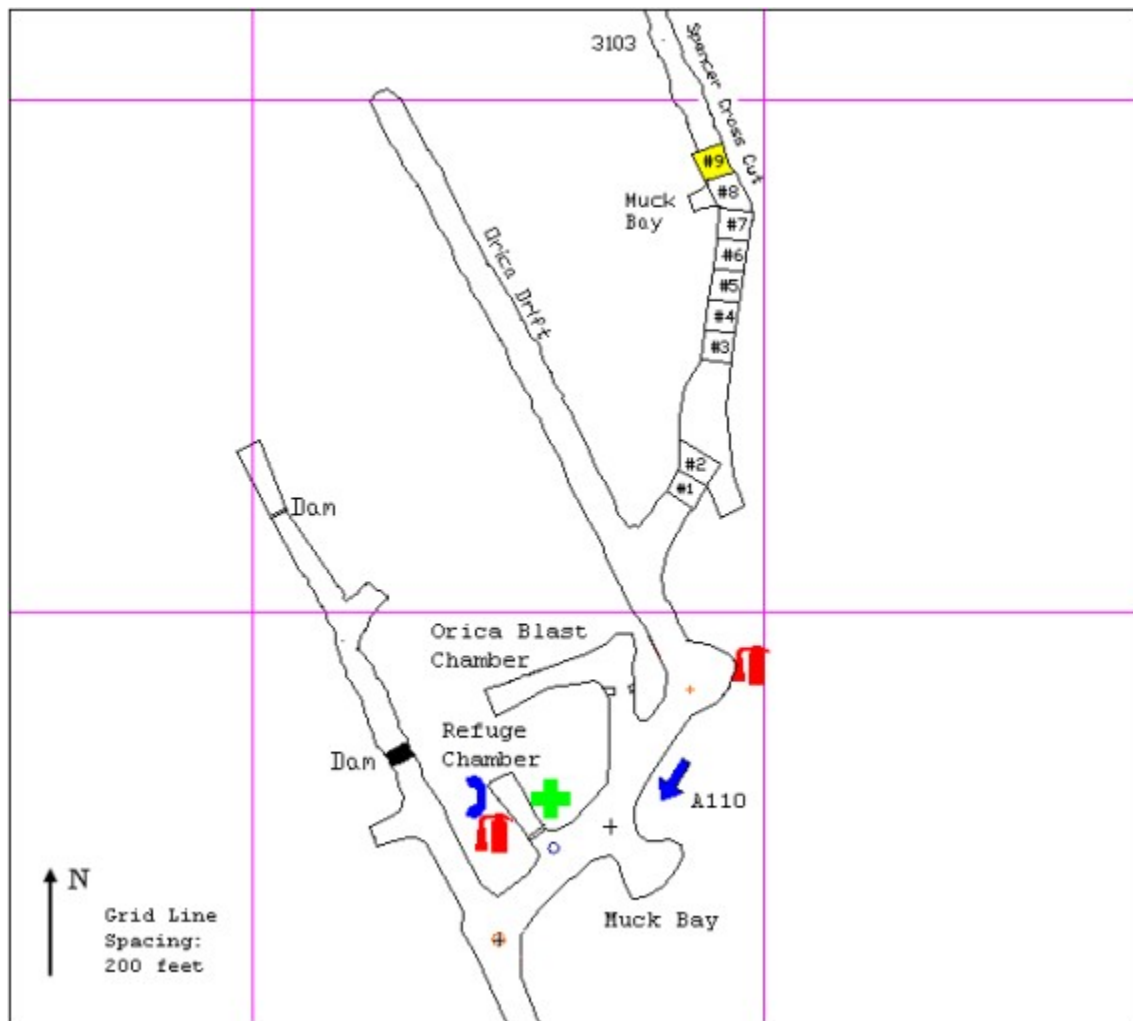 3103
Spencer Cross Cut
#9
Muck
Bay
#8
#7
#6
#5
#4
#3
Orica Drift
#2
#1
Dam
Orica Blast
Chamber
Refuge
Chamber
Dam
A110
N
Grid Line
Spacing:
200 feet
Muck Bay